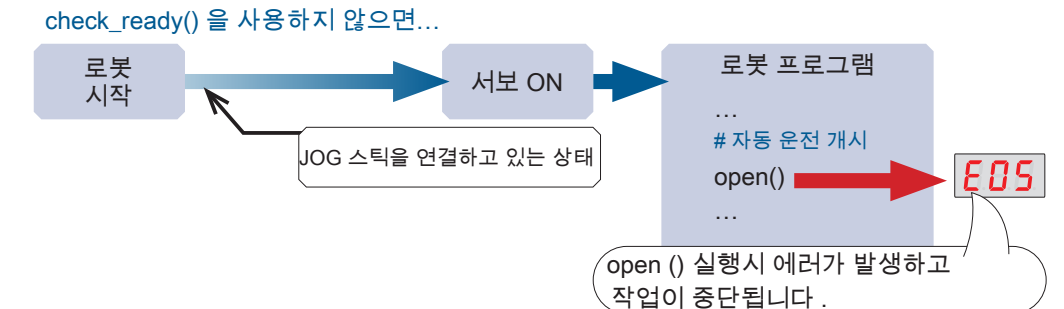 check_ready() 을 사용하지 않으면…
로봇
시작
서보 ON
로봇 프로그램
…
# 자동 운전 개시
open()
…
JOG 스틱을 연결하고 있는 상태
E05
open () 실행시 에러가 발생하고
작업이 중단됩니다 .